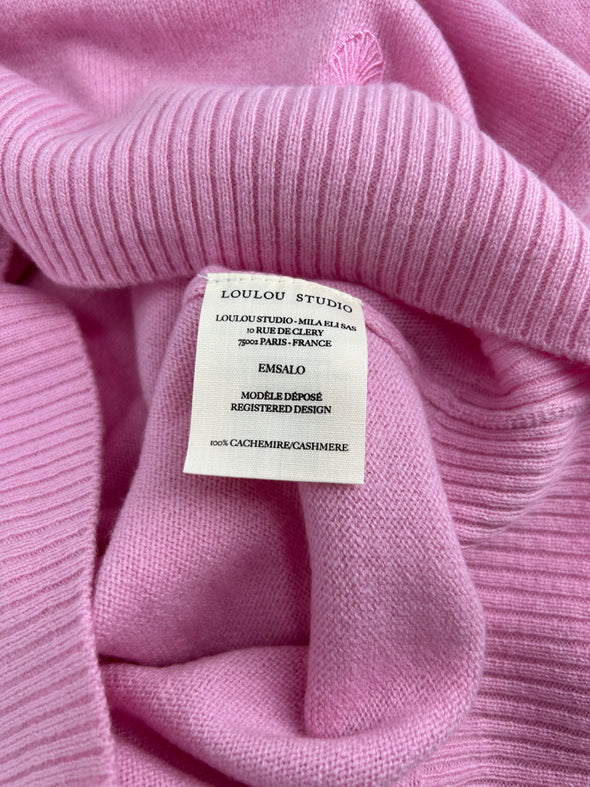 LOULOU STUDIO
LOULOU STUDIO - MILA ELI SAS
10 RUE DE CLERY
75002 PARIS - FRANCE
EMSALO
MODÈLE DÉPOSÉ
REGISTERED DESIGN
100% CACHEMIRE/CASHMERE